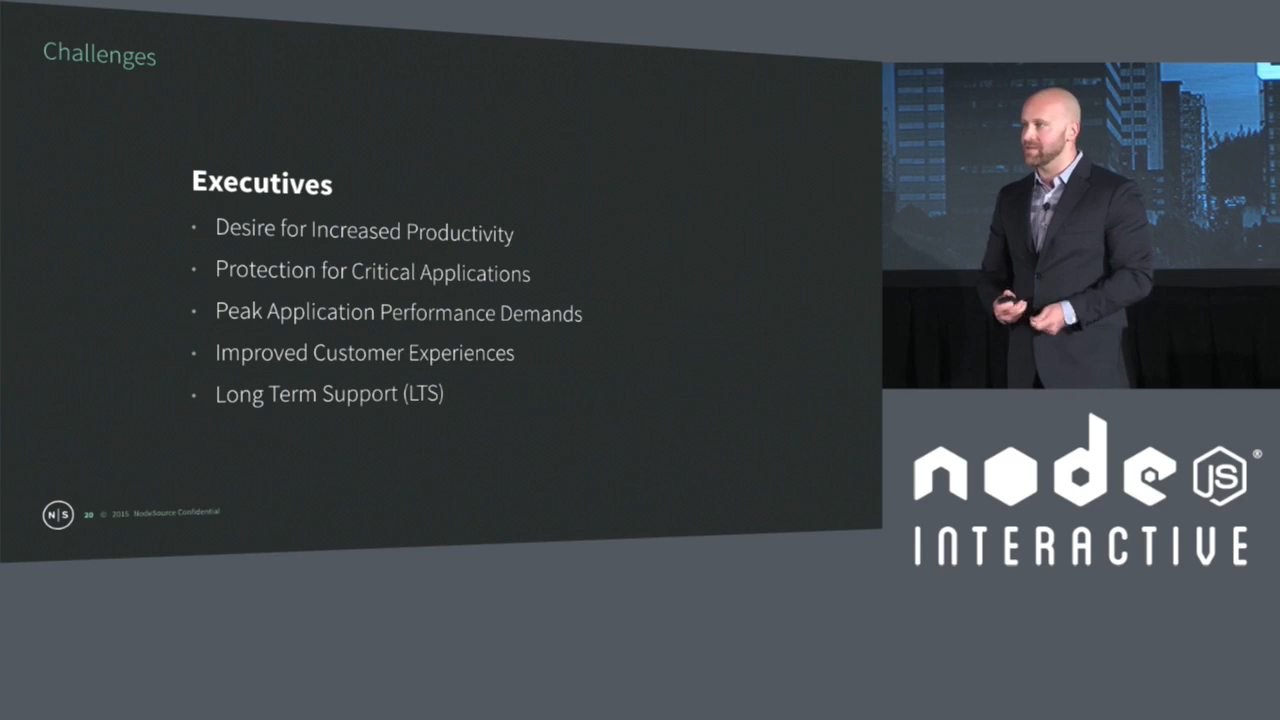 Challenges
Executives
• Desire for Increased Productivity
• Protection for Critical Applications
• Peak Application Performance Demands
• Improved Customer Experiences
• Long Term Support (LTS)
N|S 20 © 2015 NodeSource Confidential
node JS ®
INTERACTIVE